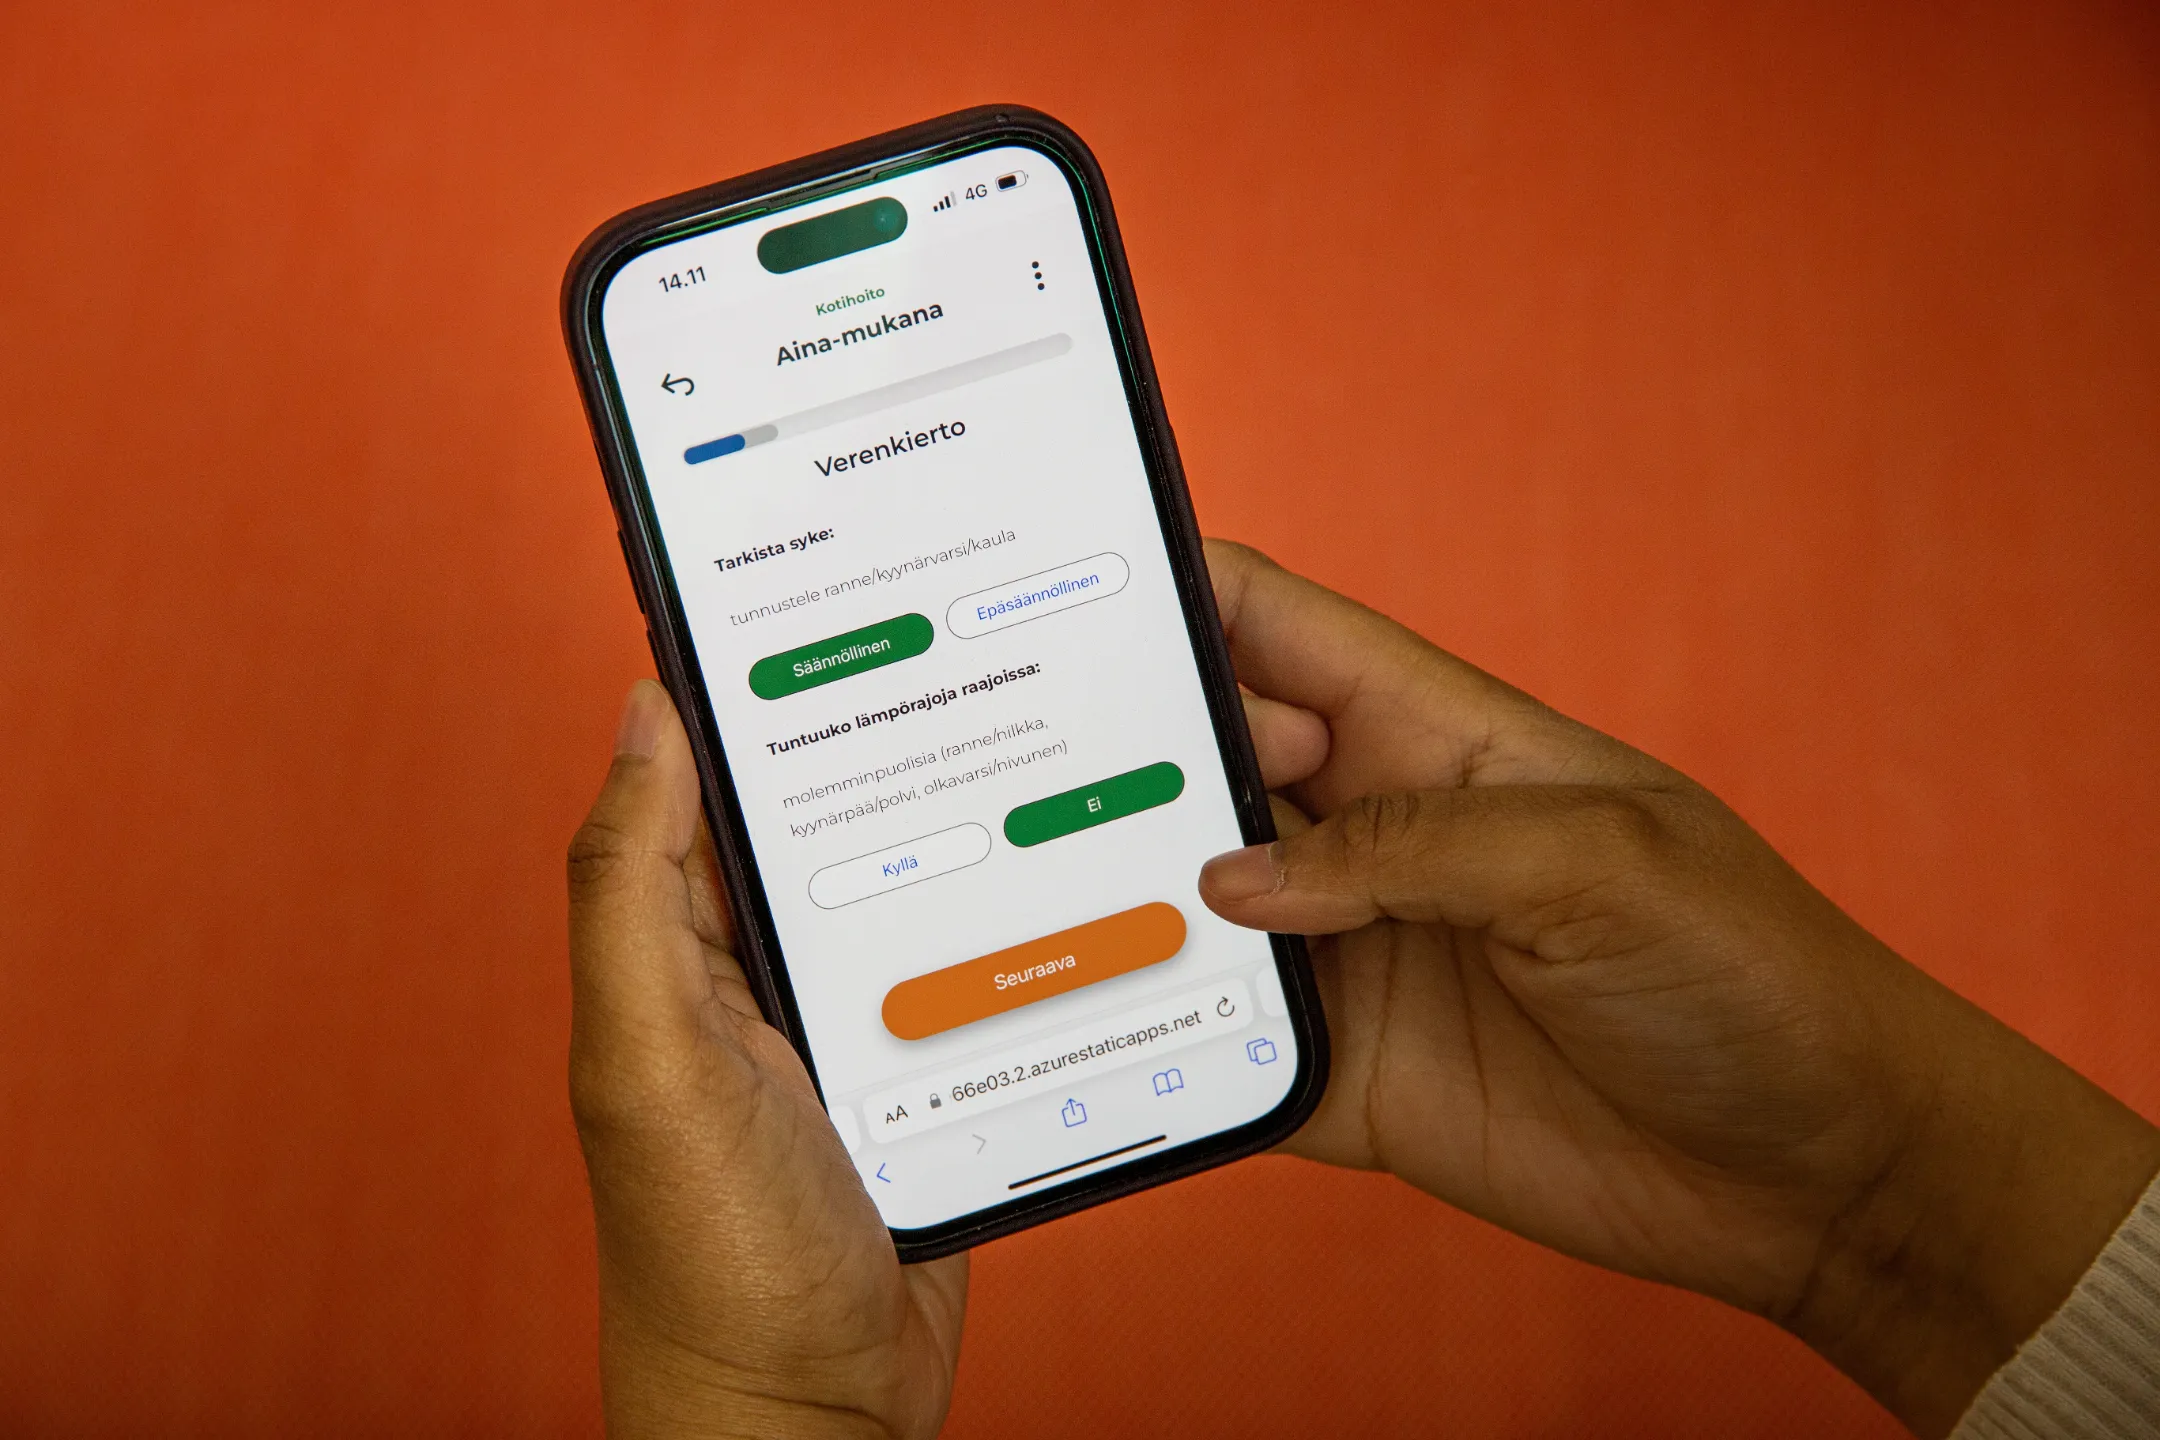 14.11
4G
Kotihoito
Aina-mukana
Verenkierto
Tarkista syke:
tunnustele ranne/kyynärvarsi/kaula
Säännöllinen
Epäsäännöllinen
Tuntuuko lämpörajoja raajoissa:
molemminpuolisia (ranne/nilkka,
kyynärpää/polvi, olkavarsi/nivunen)
Kyllä
Ei
Seuraava
AA
66e03.2.azurestaticapps.net